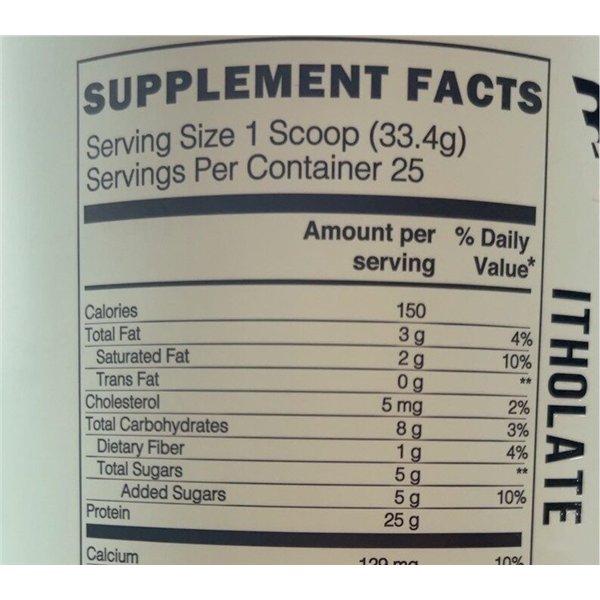 SUPPLEMENT FACTS
Serving Size 1 Scoop (33.4g)
Servings Per Container 25
Amount per serving % Daily Value*
Calories 150
Total Fat 3 g 4%
Saturated Fat 2 g 10%
Trans Fat 0 g **
Cholesterol 5 mg 2%
Total Carbohydrates 8 g 3%
Dietary Fiber 1 g 4%
Total Sugars 5 g **
Added Sugars 5 g 10%
Protein 25 g
Calcium 129 mg 10%
ITHOLATE